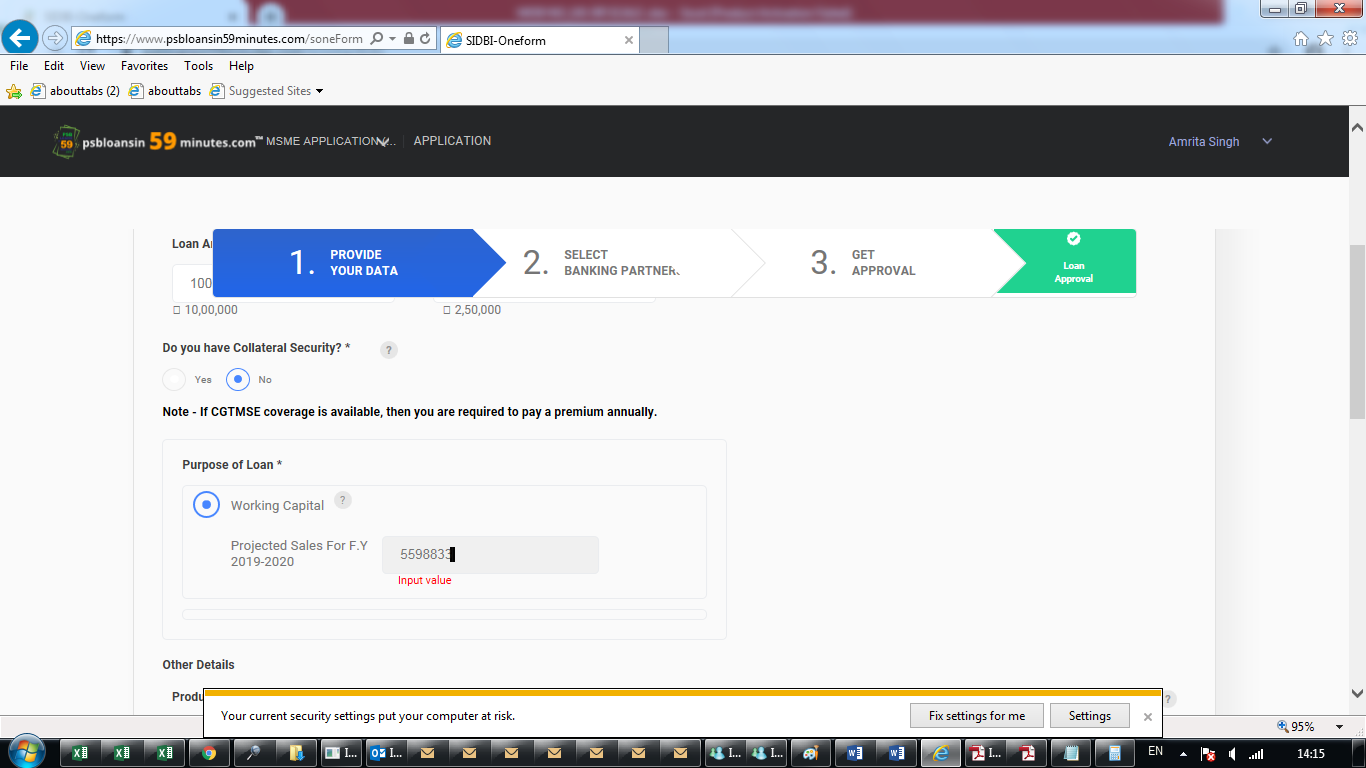 https://www.psbloansin59minutes.com/soneForm
SIDBI-Oneform
File Edit View Favorites Tools Help
abouttabs (2) abouttabs Suggested Sites
psbloansin 59 minutes.com™ MSME APPLICATION ... APPLICATION Amrita Singh
Loan
1. PROVIDE YOUR DATA
2. SELECT BANKING PARTNER
3. GET APPROVAL
Loan Approval
100
10,00,000 2,50,000
Do you have Collateral Security? * ?
Yes No
Note - If CGTMSE coverage is available, then you are required to pay a premium annually.
Purpose of Loan *
Working Capital ?
Projected Sales For F.Y
2019-2020
5598833
Input value
Other Details
Produ ?
Your current security settings put your computer at risk. Fix settings for me Settings
95%
I... I... I... I... I...
EN 14:15